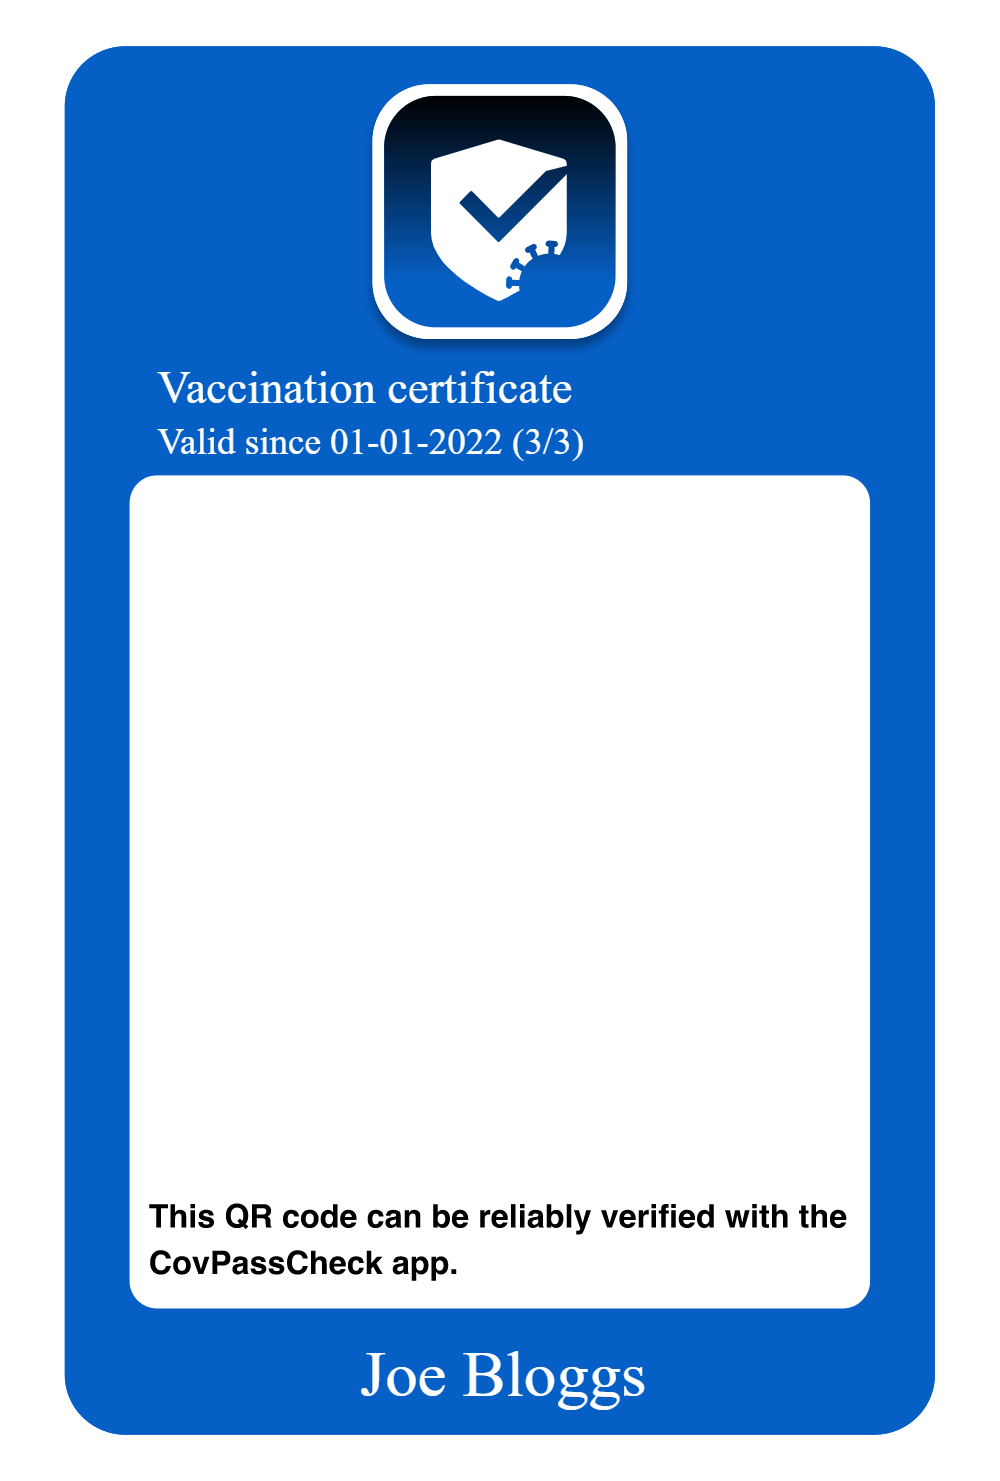 Vaccination certificate
Valid since 01-01-2022 (3/3)
This QR code can be reliably verified with the
CovPassCheck app.
Joe Bloggs